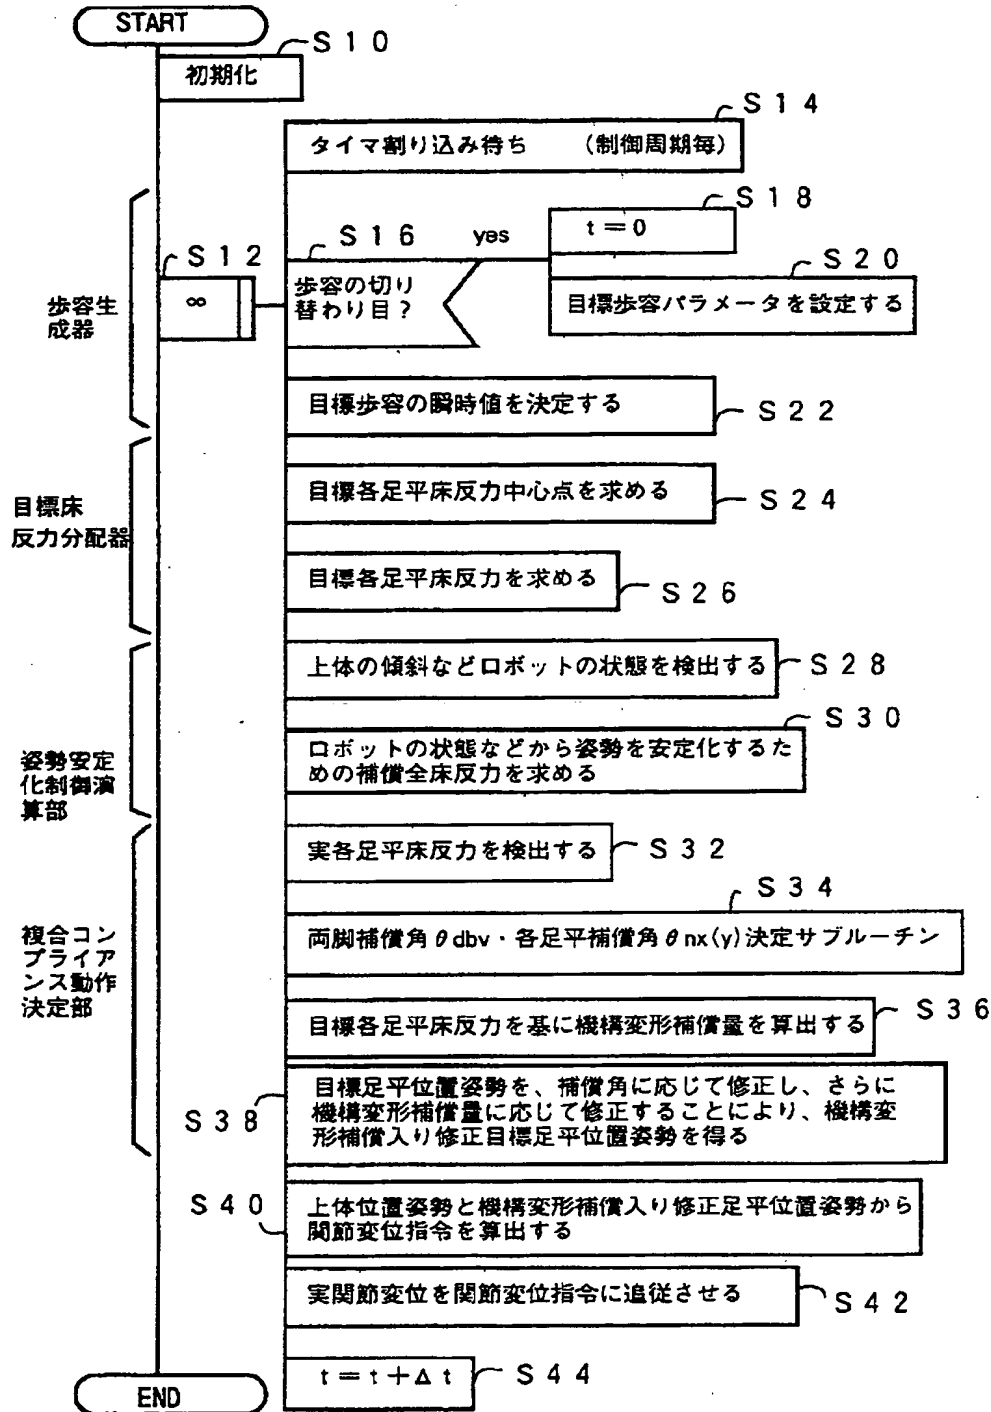 START
S10
初期化
S14
タイマ割り込み待ち （制御周期毎）
S18
t＝0
S16
yes
S12
∞
歩容の切り
替わり目？
S20
目標歩容パラメータを設定する
歩容生
成器
目標歩容の瞬時値を決定する
S22
目標各足平床反力中心点を求める
S24
目標床
反力分配器
目標各足平床反力を求める
S26
上体の傾斜などロボットの状態を検出する
S28
S30
ロボットの状態などから姿勢を安定化するた
めの補償全床反力を求める
姿勢安定
化制御演
算部
実各足平床反力を検出する
S32
S34
両脚補償角θdbv・各足平補償角θnx(y)決定サブルーチン
複合コン
プライア
ンス動作
決定部
S36
目標各足平床反力を基に機構変形補償量を算出する
S38
目標足平位置姿勢を、補償角に応じて修正し、さらに
機構変形補償量に応じて修正することにより、機構変
形補償入り修正目標足平位置姿勢を得る
S40
上体位置姿勢と機構変形補償入り修正足平位置姿勢から
関節変位指令を算出する
実関節変位を関節変位指令に追従させる
S42
t＝t＋Δt
S44
END